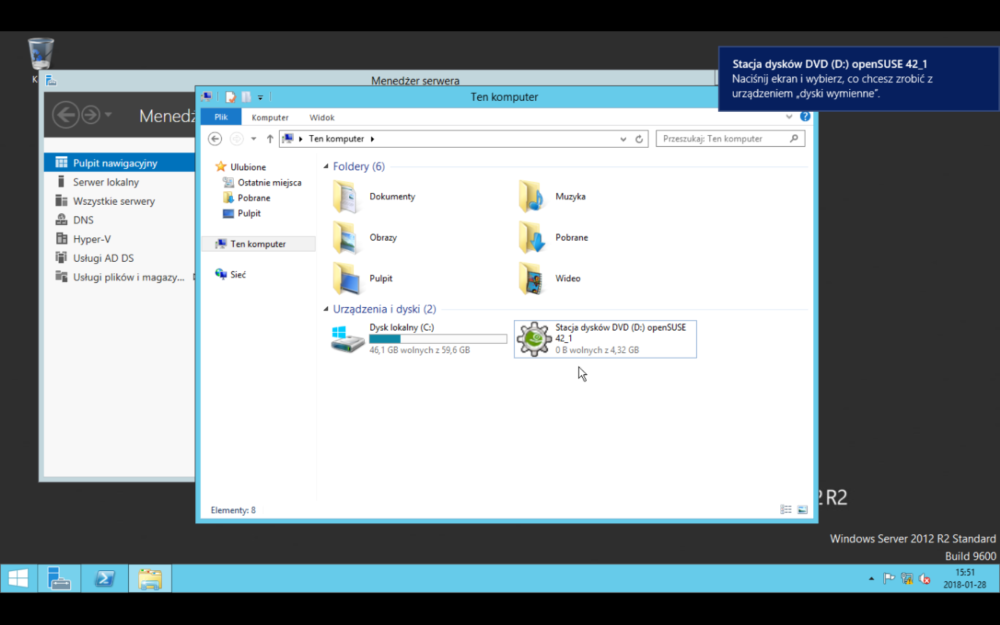 K
Menedżer serwera
Menedż
Pulpit nawigacyjny
Serwer lokalny
Wszystkie serwery
DNS
Hyper-V
Usługi AD DS
Usługi plików i magazy...
Ten komputer
Plik Komputer Widok
Ten komputer
Przeszukaj: Ten komputer
Ulubione
Ostatnie miejsca
Pobrane
Pulpit
Ten komputer
Sieć
Foldery (6)
Dokumenty
Muzyka
Obrazy
Pobrane
Pulpit
Wideo
Urządzenia i dyski (2)
Dysk lokalny (C:)
46,1 GB wolnych z 59,6 GB
Stacja dysków DVD (D:) openSUSE
42_1
0 B wolnych z 4,32 GB
Elementy: 8
Stacja dysków DVD (D:) openSUSE 42_1
Naciśnij ekran i wybierz, co chcesz zrobić z
urządzeniem „dyski wymienne”.
2 R2
Windows Server 2012 R2 Standard
Build 9600
15:51
2018-01-28